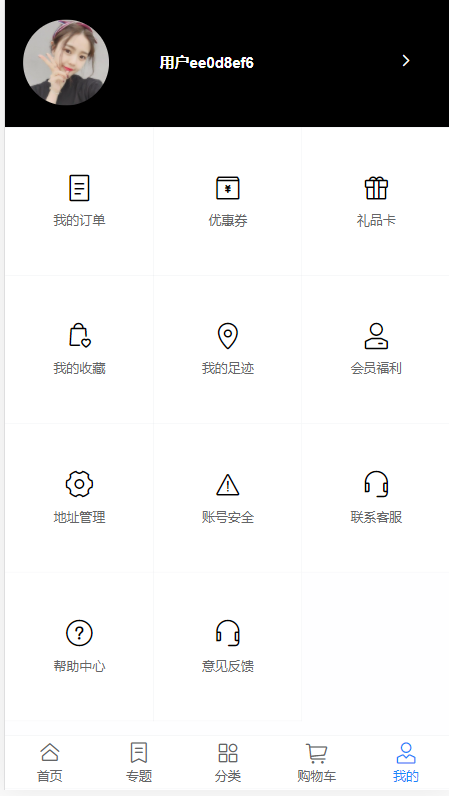 用户ee0d8ef6
我的订单 优惠券 礼品卡
我的收藏 我的足迹 会员福利
地址管理 账号安全 联系客服
帮助中心 意见反馈
首页 专题 分类 购物车 我的